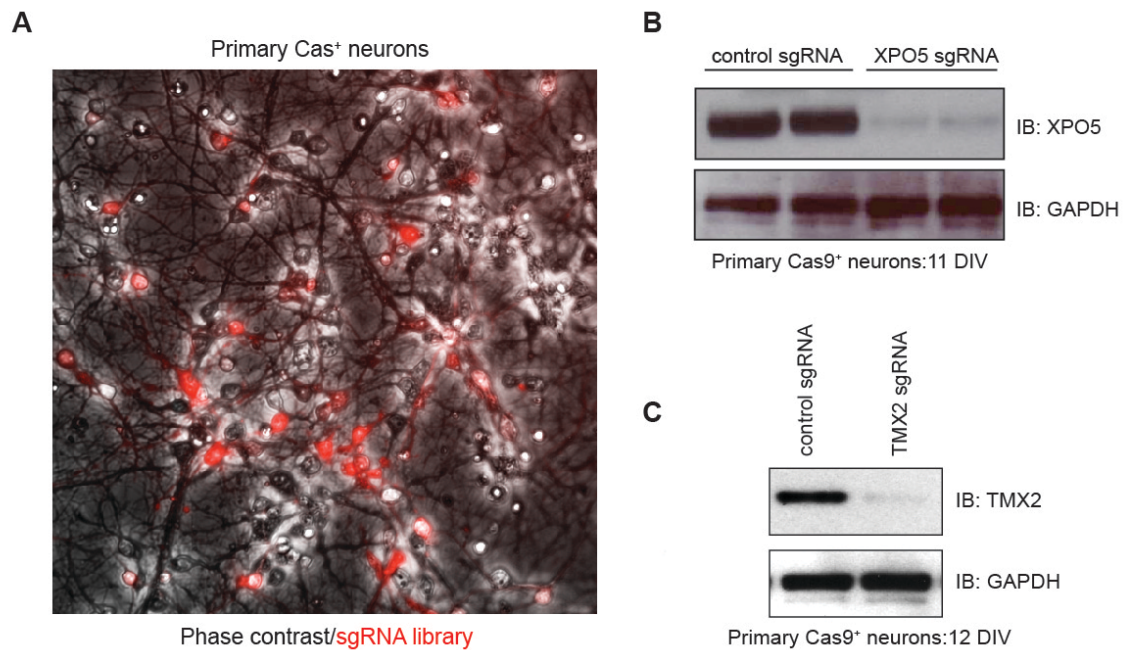 A
Primary Cas⁺ neurons
Phase contrast/sgRNA library
B
control sgRNA XPO5 sgRNA
IB: XPO5
IB: GAPDH
Primary Cas9⁺ neurons:11 DIV
C
control sgRNA
TMX2 sgRNA
IB: TMX2
IB: GAPDH
Primary Cas9⁺ neurons:12 DIV